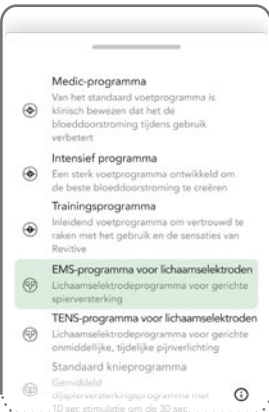 Medic-programma
Van het standaard voetprogramma is
klinisch bewezen dat het de
bloeddoorstroming tijdens gebruik
verbetert
Intensief programma
Een sterk voetprogramma ontwikkeld om
de beste bloeddoorstroming te creëren
Trainingsprogramma
Inleidend voetprogramma om vertrouwd te
raken met het gebruik en de sensaties van
Revitive
EMS-programma voor lichaamselektroden
Lichaamselektrodeprogramma voor gerichte
spierversterking
TENS-programma voor lichaamselektroden
Lichaamselektrodeprogramma voor gerichte
onmiddellijke, tijdelijke pijnverlichting
Standaard knieprogramma
Gemiddeld
dijspierversterkingsprogramma met
10 sec stimulatie om de 30 sec